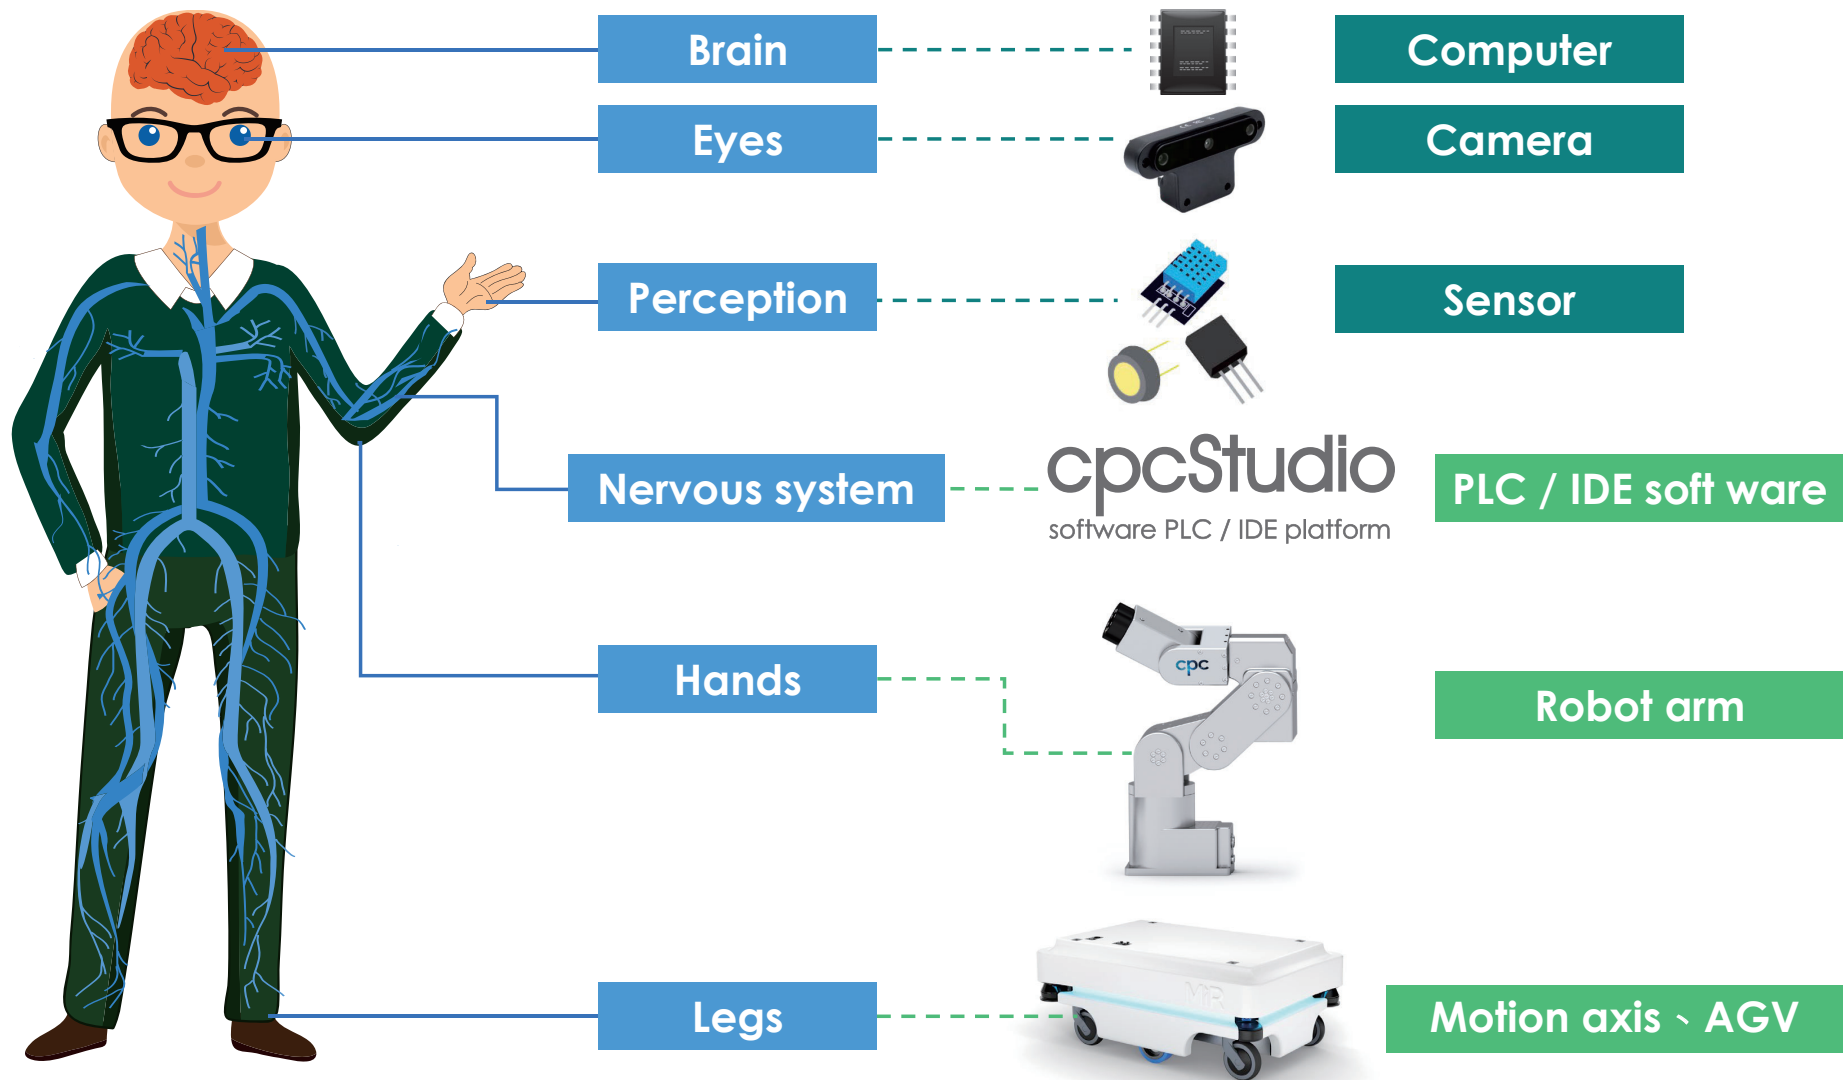 Brain
Computer
Eyes
Camera
Perception
Sensor
Nervous system
cpcStudio
software PLC / IDE platform
PLC / IDE soft ware
cpc
Hands
Robot arm
MiR
Legs
Motion axis、AGV